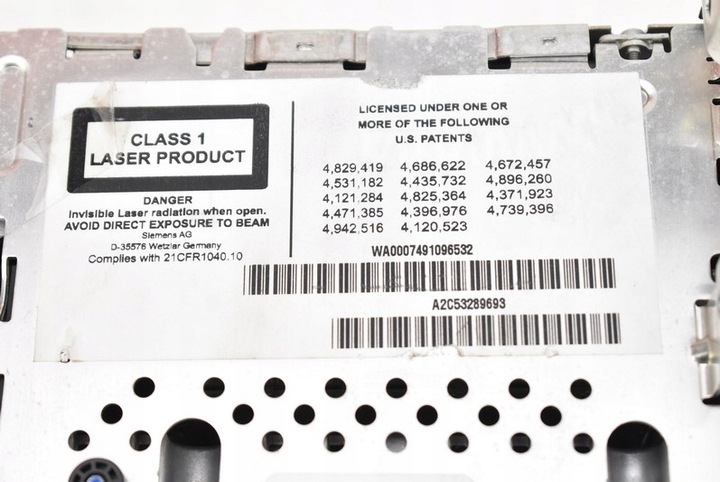 CLASS 1
LASER PRODUCT
DANGER
Invisible Laser radiation when open.
AVOID DIRECT EXPOSURE TO BEAM
Siemens AG
D-35576 Wetzlar Germany
Complies with 21CFR1040.10
LICENSED UNDER ONE OR
MORE OF THE FOLLOWING
U.S. PATENTS
4,829,419 4,686,622 4,672,457
4,531,182 4,435,732 4,896,260
4,121,284 4,825,364 4,371,923
4,471,385 4,396,976 4,739,396
4,942,516 4,120,523
WA0007491096532
A2C53289693